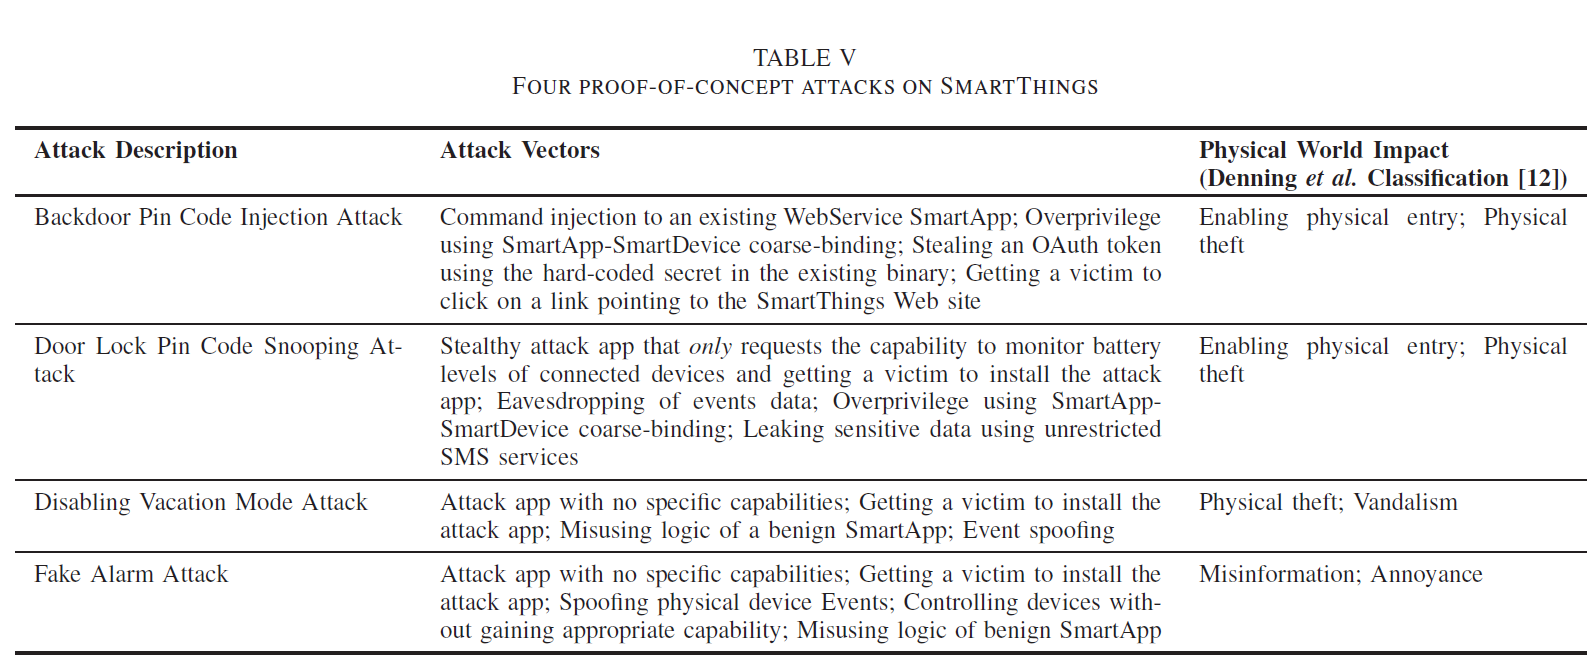 TABLE V
FOUR PROOF-OF-CONCEPT ATTACKS ON SMARTTHINGS
Attack Description
Attack Vectors
Physical World Impact
(Denning et al. Classification [12])
Backdoor Pin Code Injection Attack
Command injection to an existing WebService SmartApp; Overprivilege
using SmartApp-SmartDevice coarse-binding; Stealing an OAuth token
using the hard-coded secret in the existing binary; Getting a victim to
click on a link pointing to the SmartThings Web site
Enabling physical entry; Physical
theft
Door Lock Pin Code Snooping At-
tack
Stealthy attack app that only requests the capability to monitor battery
levels of connected devices and getting a victim to install the attack
app; Eavesdropping of events data; Overprivilege using SmartApp-
SmartDevice coarse-binding; Leaking sensitive data using unrestricted
SMS services
Enabling physical entry; Physical
theft
Disabling Vacation Mode Attack
Attack app with no specific capabilities; Getting a victim to install the
attack app; Misusing logic of a benign SmartApp; Event spoofing
Physical theft; Vandalism
Fake Alarm Attack
Attack app with no specific capabilities; Getting a victim to install the
attack app; Spoofing physical device Events; Controlling devices with-
out gaining appropriate capability; Misusing logic of benign SmartApp
Misinformation; Annoyance